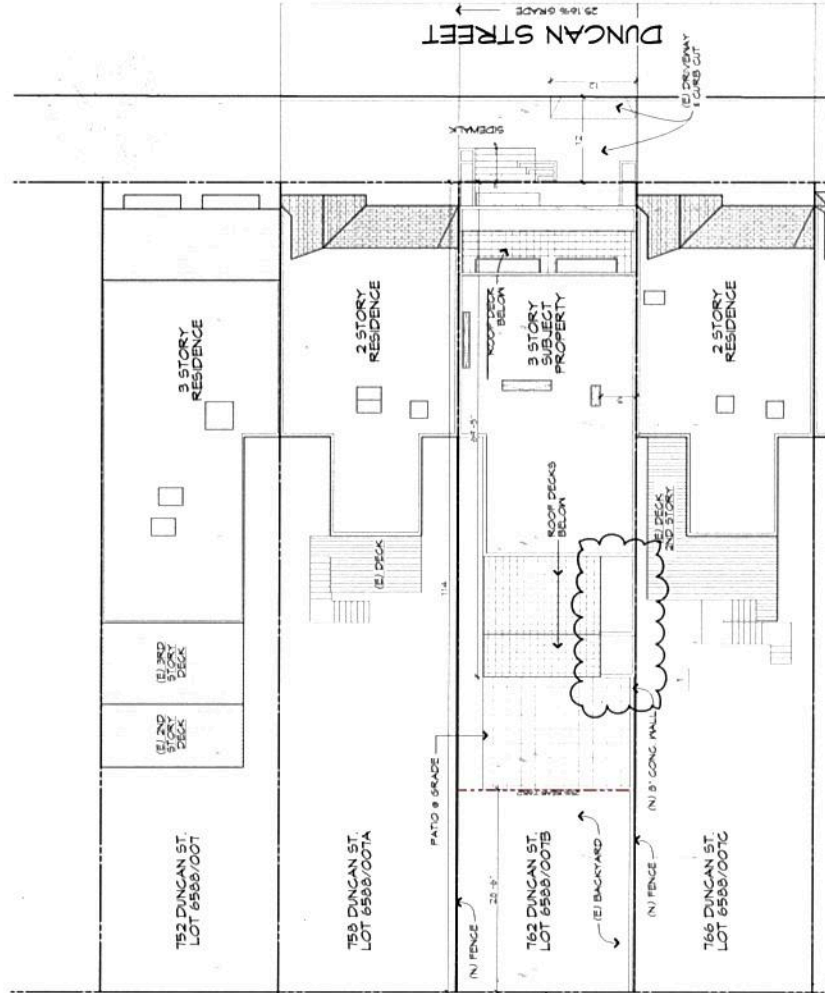 25.16% GRADE
DUNCAN STREET
(E) DRIVEWAY
& CURB CUT
12
SIDEWALK
3 STORY
RESIDENCE
2 STORY
RESIDENCE
ROOF DECK
BELOW
3 STORY
SUBJECT
PROPERTY
2 STORY
RESIDENCE
ROOF DECKS
BELOW
(E) DECK
(E) DECK
2ND STORY
114
(E) 3RD
STORY
DECK
(E) 2ND
STORY
DECK
PATIO @ GRADE
(N) 8" CONC. WALL
752 DUNCAN ST.
LOT 6588/007
758 DUNCAN ST.
LOT 6588/007A
(N) FENCE
762 DUNCAN ST.
LOT 6588/007B
(E) BACKYARD
(N) FENCE
766 DUNCAN ST.
LOT 6588/007C